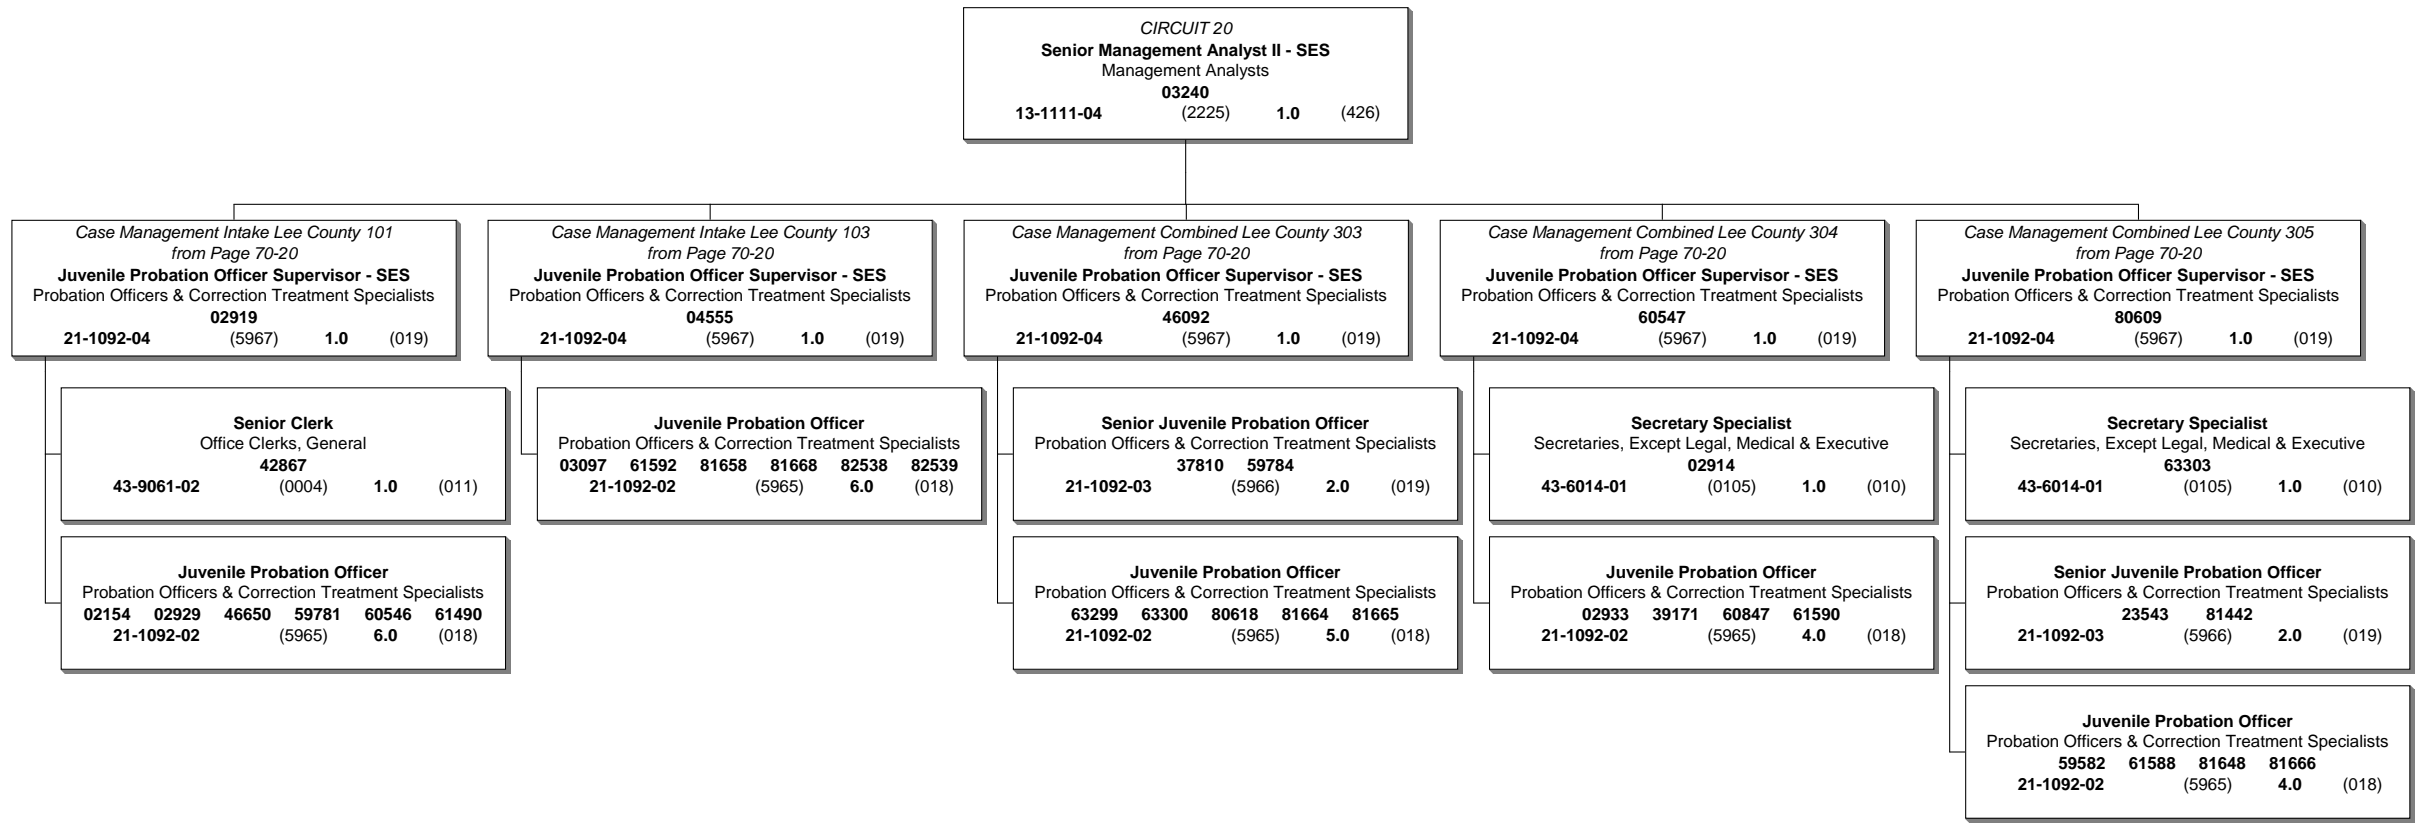 CIRCUIT 20
Senior Management Analyst II - SES
Management Analysts
03240
13-1111-04 (2225) 1.0 (426)
Case Management Intake Lee County 101
from Page 70-20
Juvenile Probation Officer Supervisor - SES
Probation Officers & Correction Treatment Specialists
02919
21-1092-04 (5967) 1.0 (019)
Senior Clerk
Office Clerks, General
42867
43-9061-02 (0004) 1.0 (011)
Juvenile Probation Officer
Probation Officers & Correction Treatment Specialists
02154 02929 46650 59781 60546 61490
21-1092-02 (5965) 6.0 (018)
Case Management Intake Lee County 103
from Page 70-20
Juvenile Probation Officer Supervisor - SES
Probation Officers & Correction Treatment Specialists
04555
21-1092-04 (5967) 1.0 (019)
Juvenile Probation Officer
Probation Officers & Correction Treatment Specialists
03097 61592 81658 81668 82538 82539
21-1092-02 (5965) 6.0 (018)
Case Management Combined Lee County 303
from Page 70-20
Juvenile Probation Officer Supervisor - SES
Probation Officers & Correction Treatment Specialists
46092
21-1092-04 (5967) 1.0 (019)
Senior Juvenile Probation Officer
Probation Officers & Correction Treatment Specialists
37810 59784
21-1092-03 (5966) 2.0 (019)
Juvenile Probation Officer
Probation Officers & Correction Treatment Specialists
63299 63300 80618 81664 81665
21-1092-02 (5965) 5.0 (018)
Case Management Combined Lee County 304
from Page 70-20
Juvenile Probation Officer Supervisor - SES
Probation Officers & Correction Treatment Specialists
60547
21-1092-04 (5967) 1.0 (019)
Secretary Specialist
Secretaries, Except Legal, Medical & Executive
02914
43-6014-01 (0105) 1.0 (010)
Juvenile Probation Officer
Probation Officers & Correction Treatment Specialists
02933 39171 60847 61590
21-1092-02 (5965) 4.0 (018)
Case Management Combined Lee County 305
from Page 70-20
Juvenile Probation Officer Supervisor - SES
Probation Officers & Correction Treatment Specialists
80609
21-1092-04 (5967) 1.0 (019)
Secretary Specialist
Secretaries, Except Legal, Medical & Executive
63303
43-6014-01 (0105) 1.0 (010)
Senior Juvenile Probation Officer
Probation Officers & Correction Treatment Specialists
23543 81442
21-1092-03 (5966) 2.0 (019)
Juvenile Probation Officer
Probation Officers & Correction Treatment Specialists
59582 61588 81648 81666
21-1092-02 (5965) 4.0 (018)